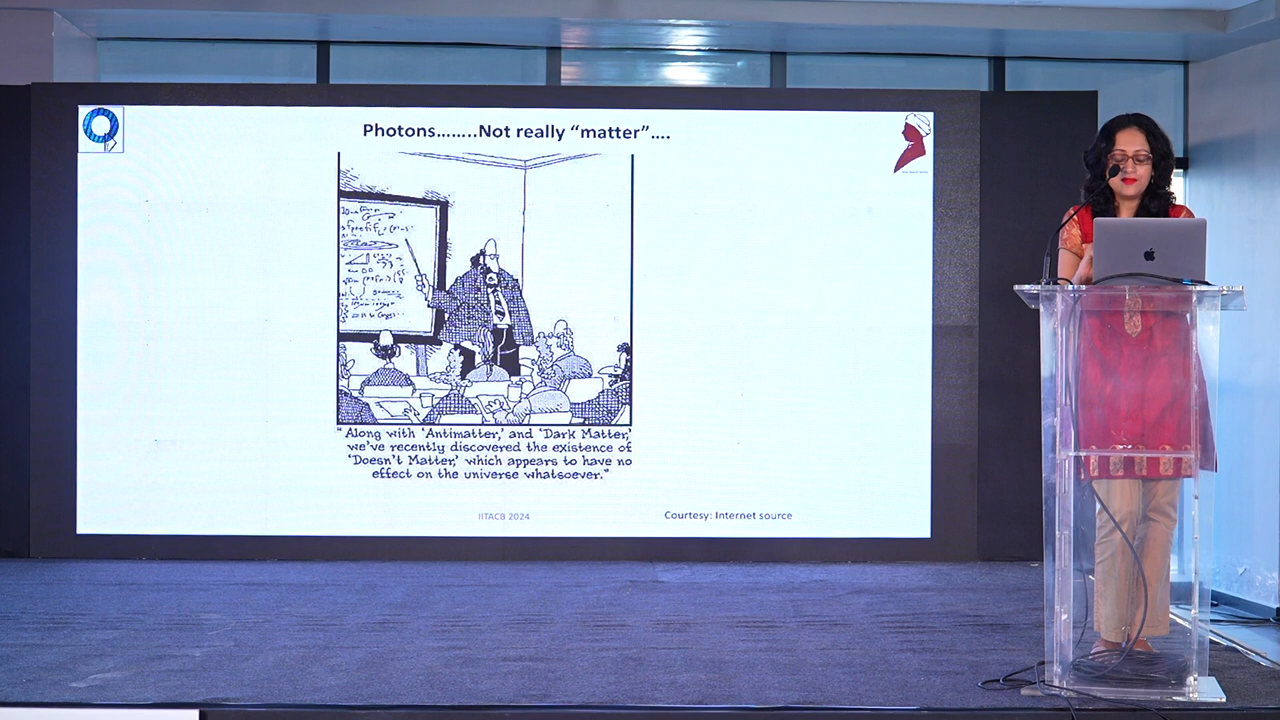 Photons........Not really “matter”....
“Along with ‘Antimatter,’ and ‘Dark Matter,’
we’ve recently discovered the existence of
‘Doesn’t Matter,’ which appears to have no
effect on the universe whatsoever.”
IITACB 2024
Courtesy: Internet source